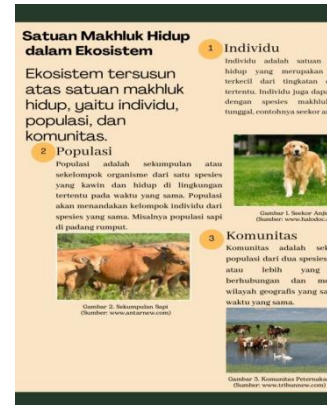 Satuan Makhluk Hidup
dalam Ekosistem
Ekosistem tersusun
atas satuan makhluk
hidup, yaitu individu,
populasi, dan
komunitas.
1 Individu
Individu adalah satuan
hidup yang merupakan
terkecil dari tingkatan
tertentu. Individu juga dapa
dengan spesies makhlu
tunggal, contohnya seekor an
Gambar 1. Seekor Anji
(Sumber: www.halodoc.
2 Populasi
Populasi adalah sekumpulan atau
sekelompok organisme dari satu spesies
yang kawin dan hidup di lingkungan
tertentu pada waktu yang sama. Populasi
akan menandakan kelompok individu dari
spesies yang sama. Misalnya populasi sapi
di padang rumput.
Gambar 2. Sekumpulan Sapi
(Sumber: www.antarnew.com)
3 Komunitas
Komunitas adalah sek
populasi dari dua spesies
atau lebih yang
berhubungan dan me
wilayah geografis yang sa
waktu yang sama.
Gambar 3. Komunitas Peternaka
(Sumber: www.tribunnew.com)